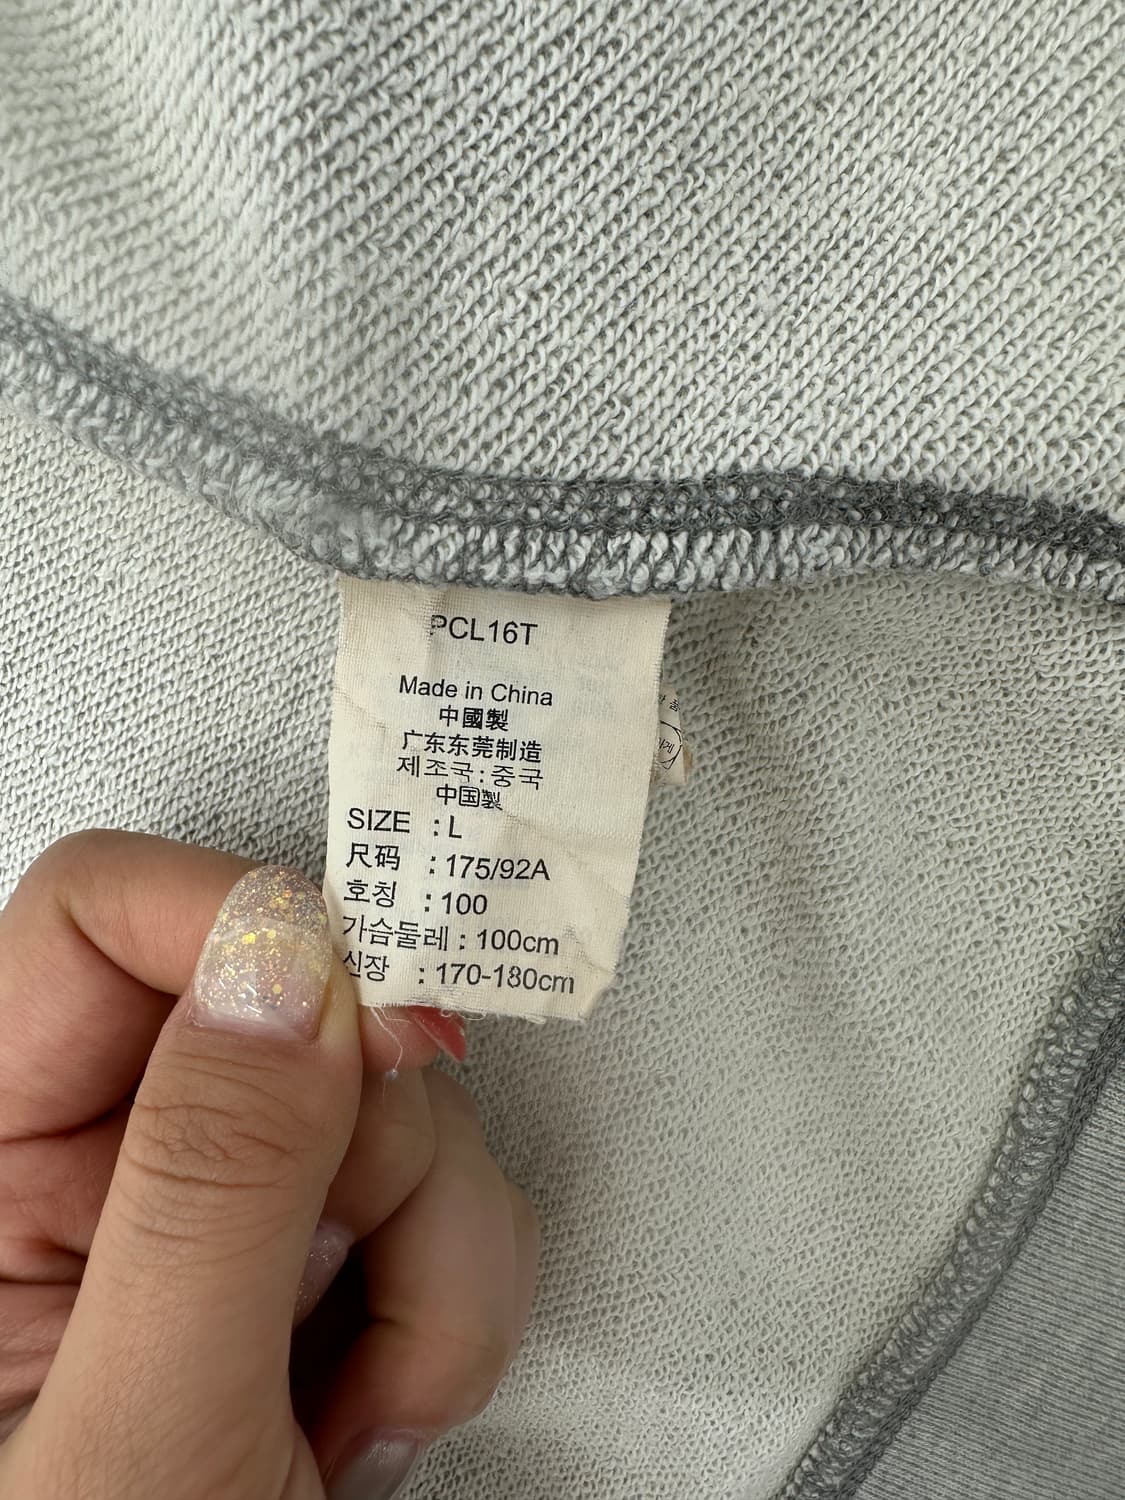 PCL16T
Made in China
中國製
广东东莞制造
제조국:중국
中国製
SIZE : L
尺码 : 175/92A
호칭 : 100
가슴둘레 : 100cm
신장 : 170-180cm